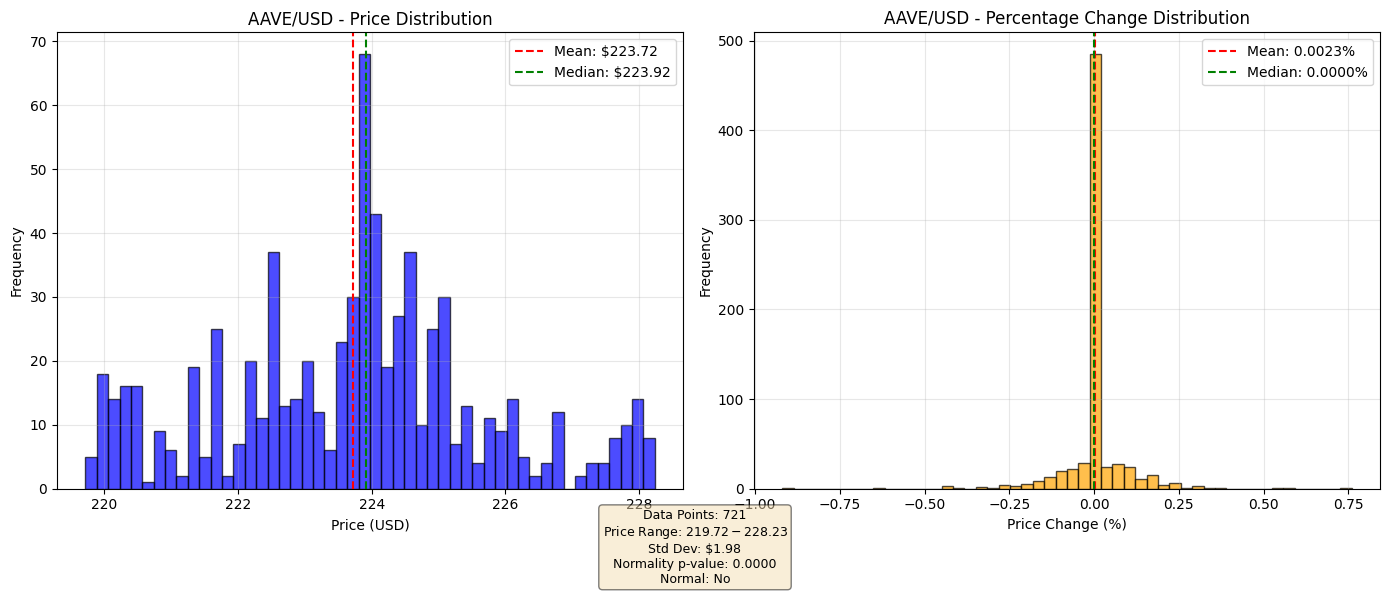 AAVE/USD - Price Distribution
70
60
50
40
30
20
10
0
Frequency
Mean: $223.72
Median: $223.92
220
222
224
226
228
Price (USD)
AAVE/USD - Percentage Change Distribution
500
400
300
200
100
0
Frequency
Mean: 0.0023%
Median: 0.0000%
−1.00
−0.75
−0.50
−0.25
0.00
0.25
0.50
0.75
Price Change (%)
Data Points: 721
Price Range: 219.72 − 228.23
Std Dev: $1.98
Normality p-value: 0.0000
Normal: No